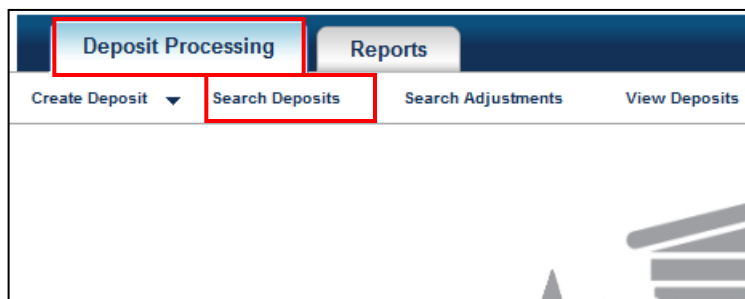 Deposit Processing Reports
Create Deposit Search Deposits Search Adjustments View Deposits